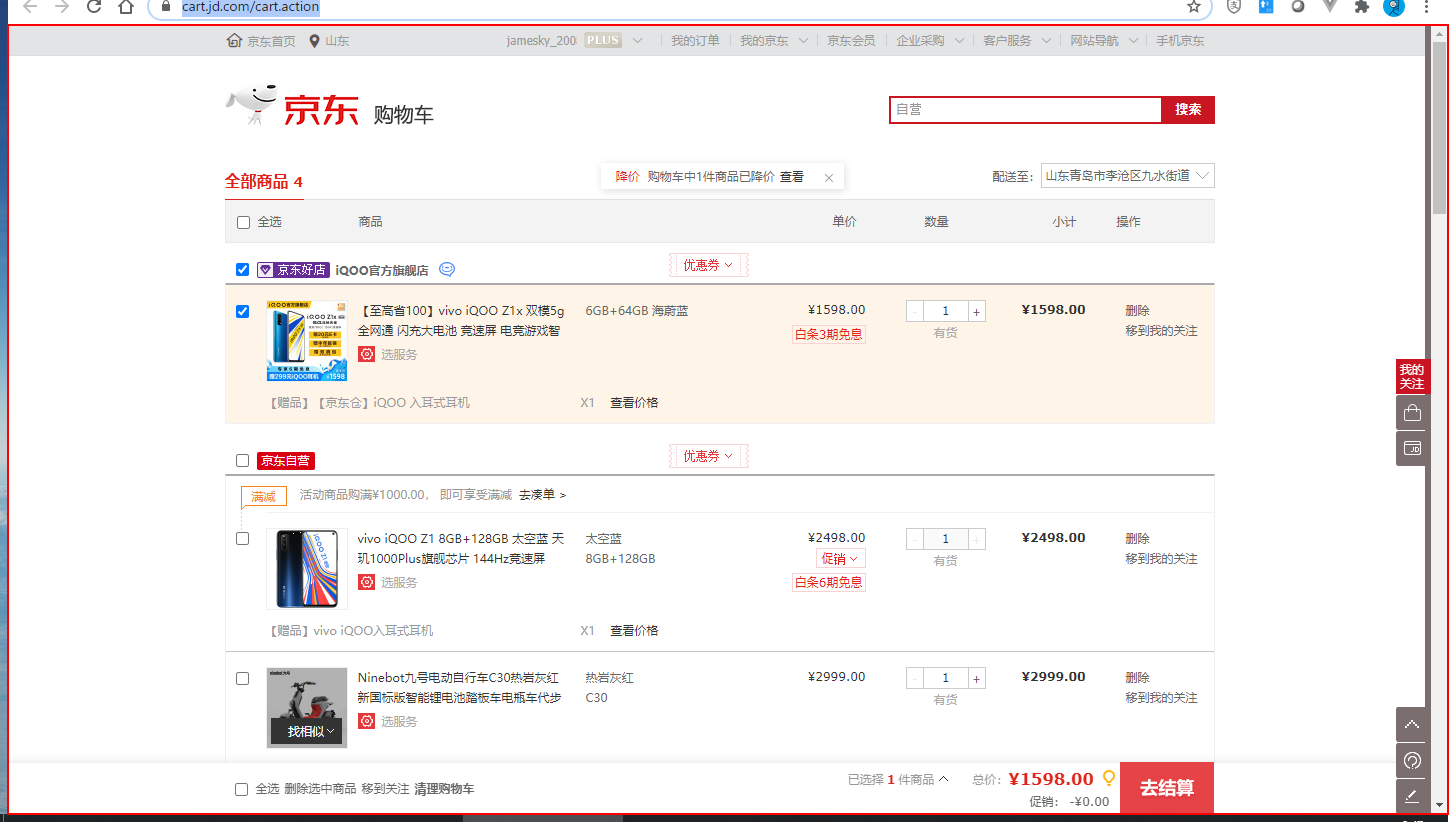 cart.jd.com/cart.action
京东首页 山东 jamesky_200 PLUS 我的订单 我的京东 京东会员 企业采购 客户服务 网站导航 手机京东
京东 购物车 自营 搜索
全部商品 4 降价 购物车中1件商品已降价 查看 配送至： 山东青岛市李沧区九水街道
全选 商品 单价 数量 小计 操作
京东好店 iQOO官方旗舰店 优惠券
【至高省100】vivo iQOO Z1x 双模5g 6GB+64GB 海蔚蓝 ¥1598.00 - 1 + ¥1598.00 删除
全网通 闪充大电池 竞速屏 电竞游戏智 白条3期免息 有货 移到我的关注
选服务
【赠品】【京东仓】iQOO 入耳式耳机 X1 查看价格
我的
关注
京东自营 优惠券
满减 活动商品购满¥1000.00， 即可享受满减 去凑单 >
vivo iQOO Z1 8GB+128GB 太空蓝 天 太空蓝 ¥2498.00 - 1 + ¥2498.00 删除
玑1000Plus旗舰芯片 144Hz竞速屏 8GB+128GB 促销 有货 移到我的关注
选服务 白条6期免息
【赠品】vivo iQOO入耳式耳机 X1 查看价格
Ninebot九号电动自行车C30热岩灰红 热岩灰红 ¥2999.00 - 1 + ¥2999.00 删除
新国标版智能锂电池踏板车电瓶车代步 C30 有货 移到我的关注
选服务
找相似
全选 删除选中商品 移到关注 清理购物车 已选择 1 件商品 总价： ¥1598.00 去结算
促销： -¥0.00